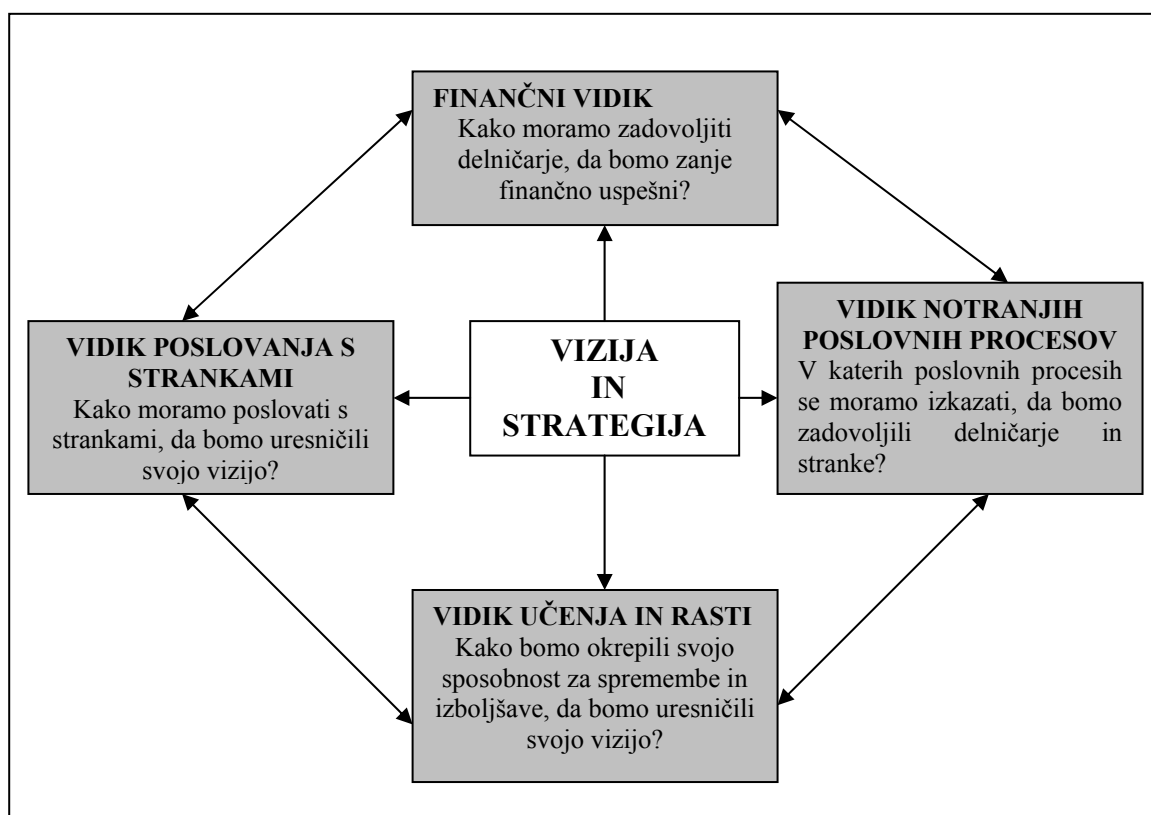 FINANČNI VIDIK
Kako moramo zadovoljiti
delničarje, da bomo zanje
finančno uspešni?
VIDIK POSLOVANJA S
STRANKAMI
Kako moramo poslovati s
strankami, da bomo uresničili
svojo vizijo?
VIZIJA
IN
STRATEGIJA
VIDIK NOTRANJIH
POSLOVNIH PROCESOV
V katerih poslovnih procesih
se moramo izkazati, da bomo
zadovoljili delničarje in
stranke?
VIDIK UČENJA IN RASTI
Kako bomo okrepili svojo
sposobnost za spremembe in
izboljšave, da bomo uresničili
svojo vizijo?